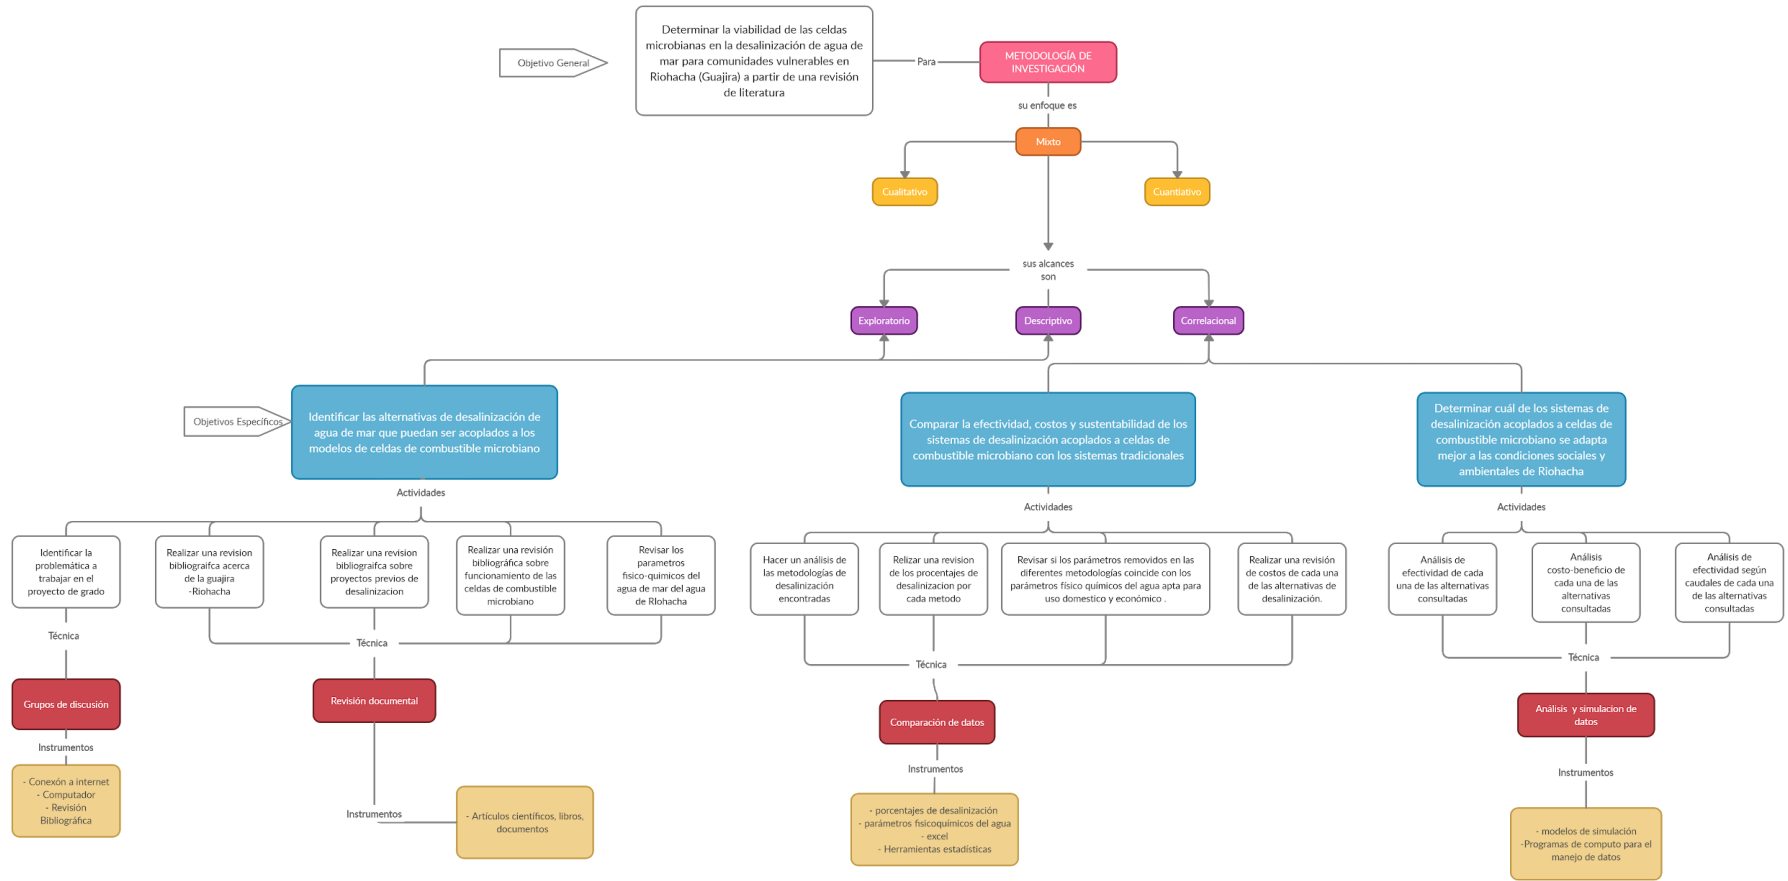 Objetivo General
Determinar la viabilidad de las celdas
microbianas en la desalinización de agua de
mar para comunidades vulnerables en
Riohacha (Guajira) a partir de una revisión
de literatura
Para
METODOLOGÍA DE
INVESTIGACIÓN
su enfoque es
Mixto
Cualitativo
Cuantiativo
sus alcances
son
Exploratorio
Descriptivo
Correlacional
Objetivos Específicos
Identificar las alternativas de desalinización de
agua de mar que puedan ser acoplados a los
modelos de celdas de combustible microbiano
Comparar la efectividad, costos y sustentabilidad de los
sistemas de desalinización acoplados a celdas de
combustible microbiano con los sistemas tradicionales
Determinar cuál de los sistemas de
desalinización acoplados a celdas de
combustible microbiano se adapta
mejor a las condiciones sociales y
ambientales de Riohacha
Actividades
Actividades
Actividades
Identificar la
problemática a
trabajar en el
proyecto de grado
Realizar una revision
bibliograifca acerca
de la guajira
-Riohacha
Realizar una revision
bibliograifca sobre
proyectos previos de
desalinizacion
Realizar una revisión
bibliográfica sobre
funcionamiento de las
celdas de combustible
microbiano
Revisar los
parametros
fisico-quimicos del
agua de mar del agua
de RIohacha
Hacer un análisis de
las metodologías de
desalinización
encontradas
Relizar una revision
de los procentajes de
desalinizacion por
cada metodo
Revisar si los parámetros removidos en las
diferentes metodologías coincide con los
parámetros físico químicos del agua apta para
uso domestico y económico .
Realizar una revisión
de costos de cada una
de las alternativas de
desalinización.
Análisis de
efectividad de cada
una de las alternativas
consultadas
Análisis
costo-beneficio de
cada una de las
alternativas
consultadas
Análisis de
efectividad según
caudales de cada una
de las alternativas
consultadas
Técnica
Técnica
Técnica
Técnica
Grupos de discusión
Revisión documental
Comparación de datos
Análisis y simulacion de
datos
Instrumentos
Instrumentos
Instrumentos
Instrumentos
- Conexón a internet
- Computador
- Revisión
Bibliográfica
- Artículos científicos, libros,
documentos
- porcentajes de desalinización
- parámetros fisicoquímicos del agua
- excel
- Herramientas estadísticas
- modelos de simulación
-Programas de computo para el
manejo de datos